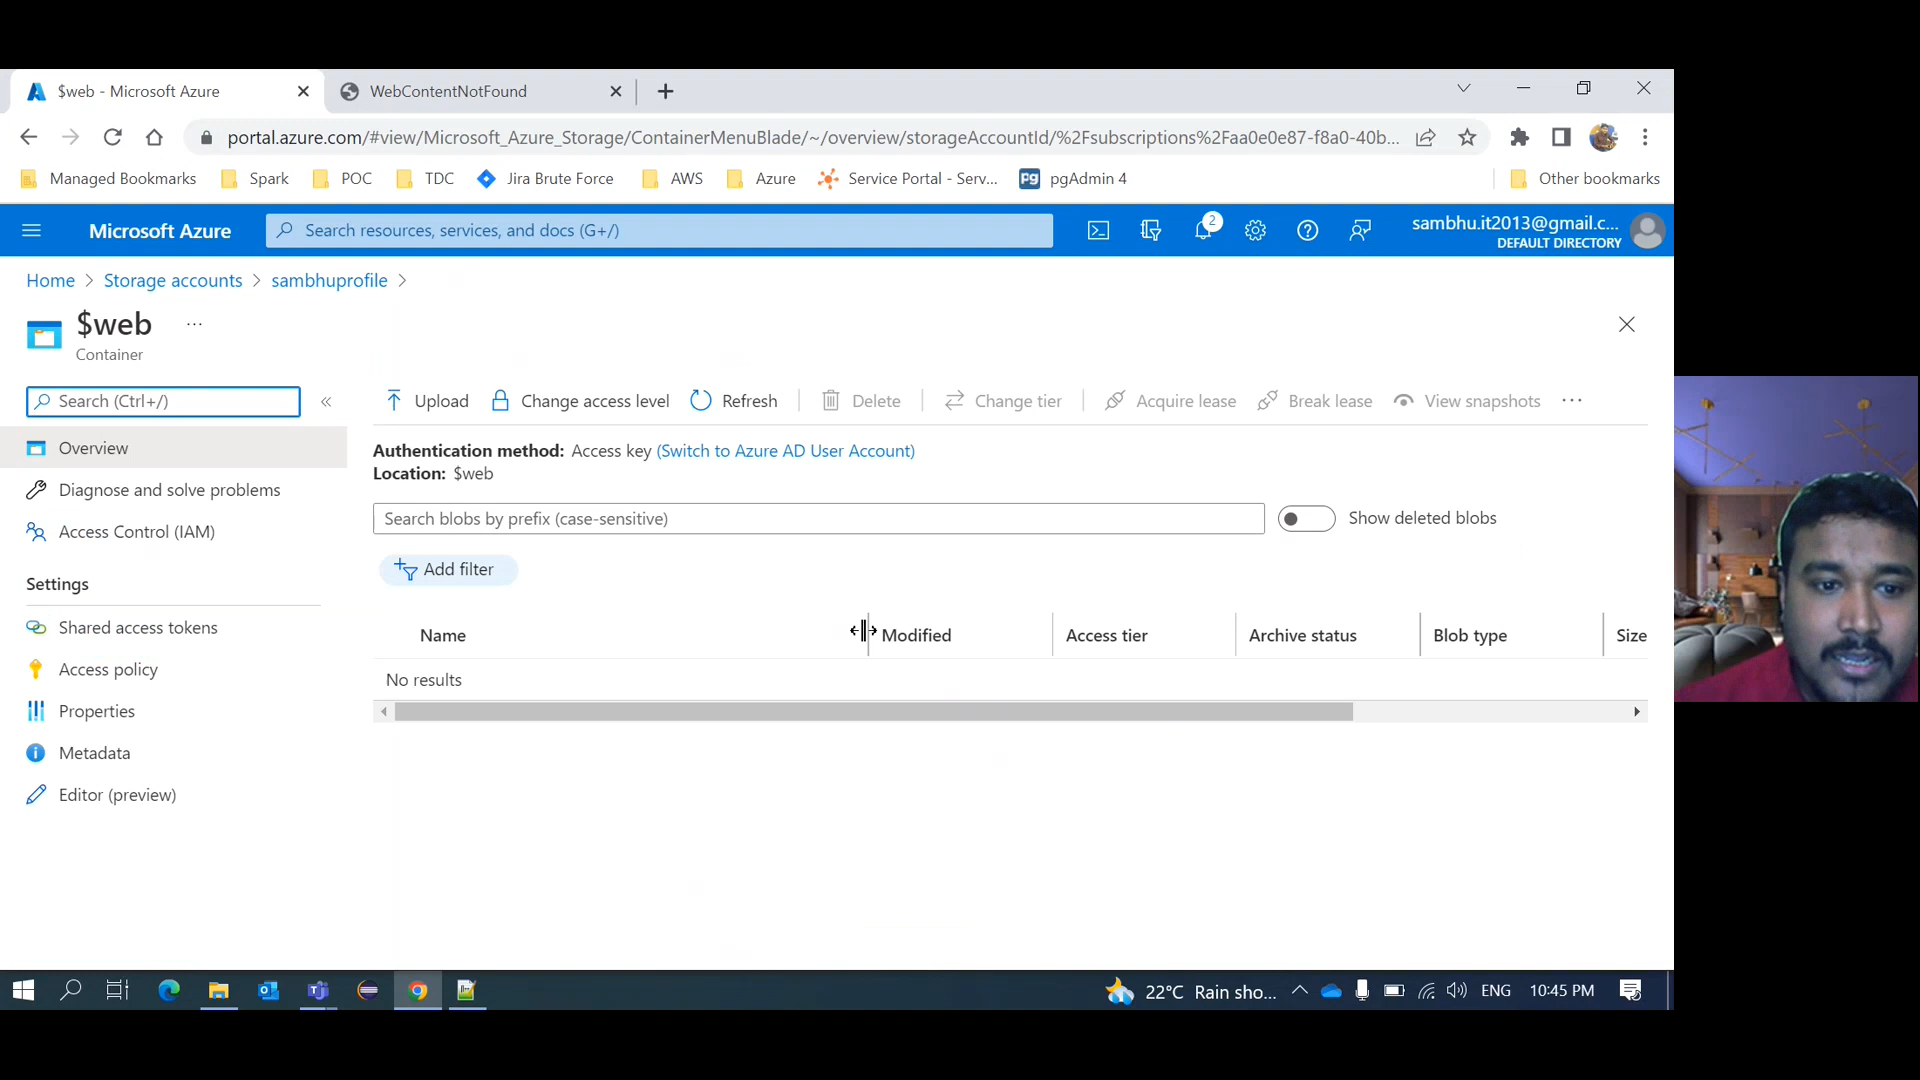 $web - Microsoft Azure
WebContentNotFound
portal.azure.com/#view/Microsoft_Azure_Storage/ContainerMenuBlade/~/overview/storageAccountId/%2Fsubscriptions%2Faa0e0e87-f8a0-40b...
Managed Bookmarks Spark POC TDC Jira Brute Force AWS Azure Service Portal - Serv... pgAdmin 4 Other bookmarks
Microsoft Azure
Search resources, services, and docs (G+/)
2
sambhu.it2013@gmail.c...
DEFAULT DIRECTORY
Home > Storage accounts > sambhuprofile >
$web ...
Container
Search (Ctrl+/) «
Overview
Diagnose and solve problems
Access Control (IAM)
Settings
Shared access tokens
Access policy
Properties
Metadata
Editor (preview)
Upload Change access level Refresh Delete Change tier Acquire lease Break lease View snapshots ...
Authentication method: Access key (Switch to Azure AD User Account)
Location: $web
Search blobs by prefix (case-sensitive)
Show deleted blobs
Add filter
Name Modified Access tier Archive status Blob type Size
No results
22°C Rain sho... ENG 10:45 PM